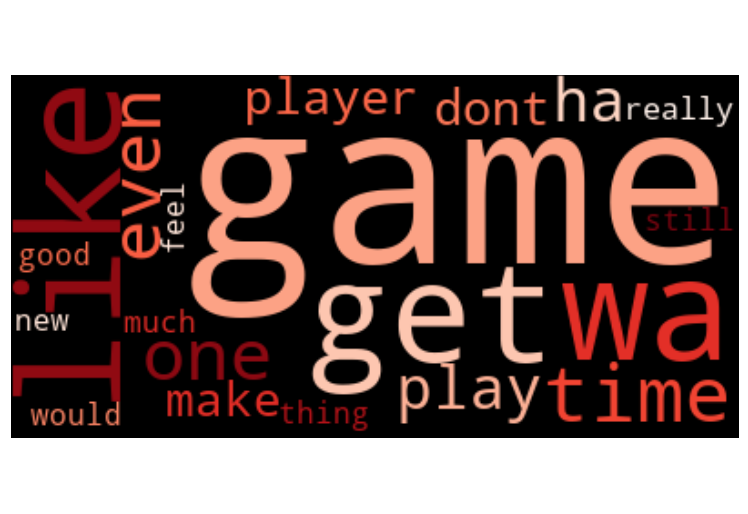 player
dont
ha
really
like
even
feel
game
still
good
new
much
get
wa
one
make
thing
play
time
would